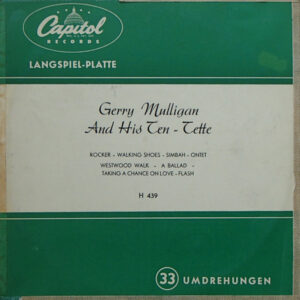 Capitol
RECORDS
LANGSPIEL-PLATTE
Gerry Mulligan
And His Ten-Tette
ROCKER - WALKING SHOES - SIMBAH - ONTET
WESTWOOD WALK - A BALLAD -
TAKING A CHANCE ON LOVE - FLASH
H 439
33 UMDREHUNGEN